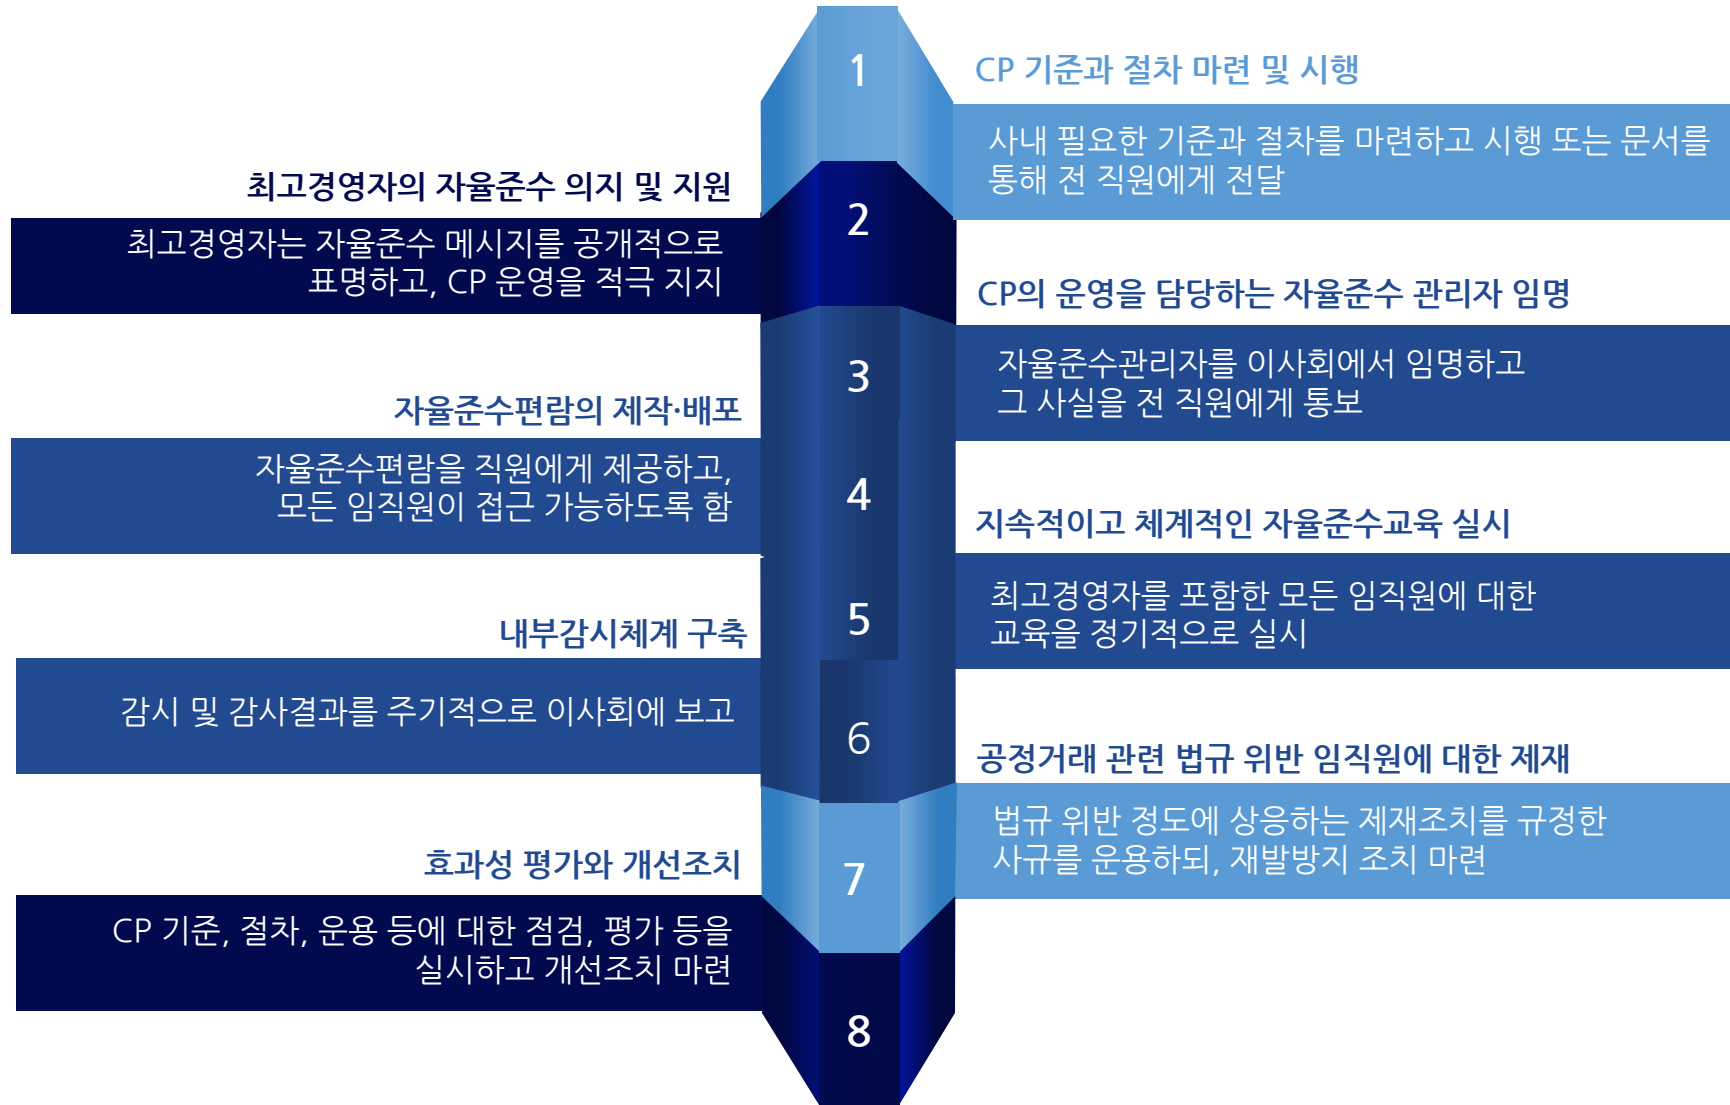 1
CP 기준과 절차 마련 및 시행
사내 필요한 기준과 절차를 마련하고 시행 또는 문서를
통해 전 직원에게 전달
2
최고경영자의 자율준수 의지 및 지원
최고경영자는 자율준수 메시지를 공개적으로
표명하고, CP 운영을 적극 지지
3
CP의 운영을 담당하는 자율준수 관리자 임명
자율준수관리자를 이사회에서 임명하고
그 사실을 전 직원에게 통보
4
자율준수편람의 제작·배포
자율준수편람을 직원에게 제공하고,
모든 임직원이 접근 가능하도록 함
5
지속적이고 체계적인 자율준수교육 실시
최고경영자를 포함한 모든 임직원에 대한
교육을 정기적으로 실시
6
내부감시체계 구축
감시 및 감사결과를 주기적으로 이사회에 보고
7
공정거래 관련 법규 위반 임직원에 대한 제재
법규 위반 정도에 상응하는 제재조치를 규정한
사규를 운용하되, 재발방지 조치 마련
8
효과성 평가와 개선조치
CP 기준, 절차, 운용 등에 대한 점검, 평가 등을
실시하고 개선조치 마련